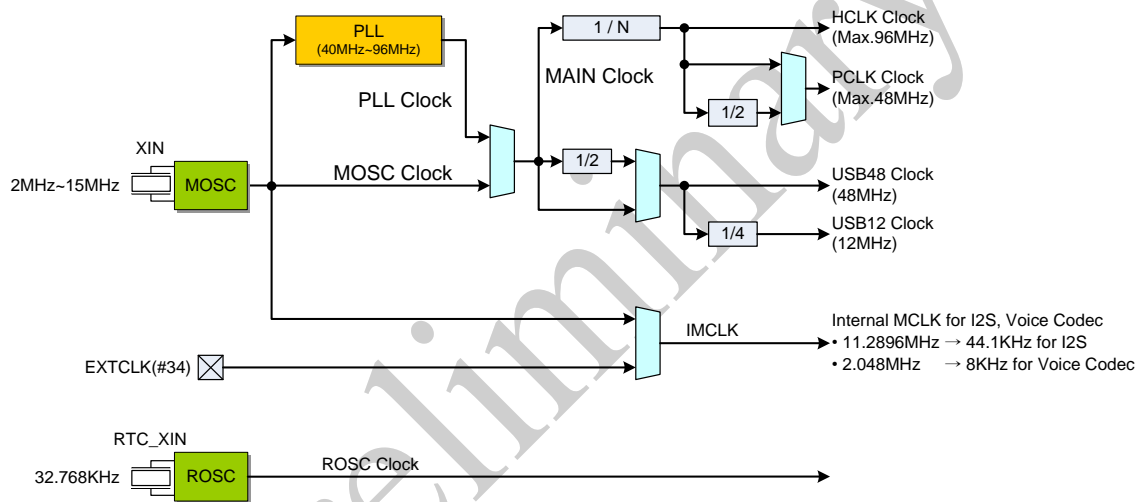 PLL
(40MHz~96MHz)
1 / N
HCLK Clock
(Max.96MHz)
MAIN Clock
PCLK Clock
(Max.48MHz)
1/2
PLL Clock
XIN
2MHz~15MHz
MOSC
MOSC Clock
1/2
USB48 Clock
(48MHz)
1/4
USB12 Clock
(12MHz)
IMCLK
Internal MCLK for I2S, Voice Codec
• 11.2896MHz → 44.1KHz for I2S
• 2.048MHz → 8KHz for Voice Codec
EXTCLK(#34)
RTC_XIN
32.768KHz
ROSC
ROSC Clock
eliminary